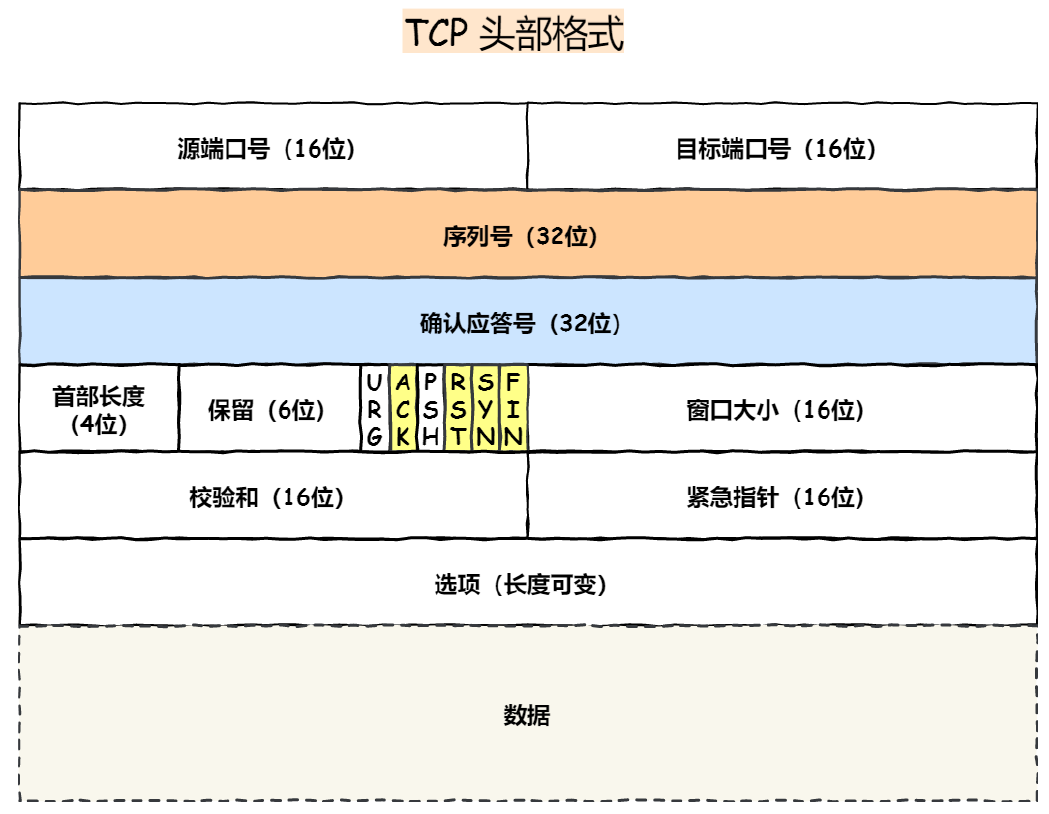 TCP 头部格式
源端口号（16位）
目标端口号（16位）
序列号（32位）
确认应答号（32位）
首部长度
（4位）
保留（6位）
URG
ACK
PSH
RST
SYN
FIN
窗口大小（16位）
校验和（16位）
紧急指针（16位）
选项（长度可变）
数据